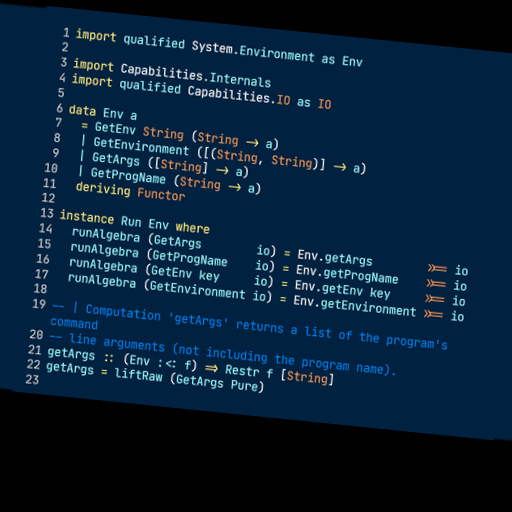 1 import qualified System.Environment as Env
2
3 import Capabilities.Internals
4 import qualified Capabilities.IO as IO
5
6 data Env a
7   = GetEnv String (String -> a)
8   | GetEnvironment ([(String, String)] -> a)
9   | GetArgs ([String] -> a)
10   | GetProgName (String -> a)
11   deriving Functor
12
13 instance Run Env where
14   runAlgebra (GetArgs           io) = Env.getArgs        >>= io
15   runAlgebra (GetProgName    io) = Env.getProgName    >>= io
16   runAlgebra (GetEnv key     io) = Env.getEnv key     >>= io
17   runAlgebra (GetEnvironment io) = Env.getEnvironment >>= io
18
19 -- | Computation 'getArgs' returns a list of the program's
command
20 -- line arguments (not including the program name).
21 getArgs :: (Env :<: f) => Restr f [String]
22 getArgs = liftRaw (GetArgs Pure)
23